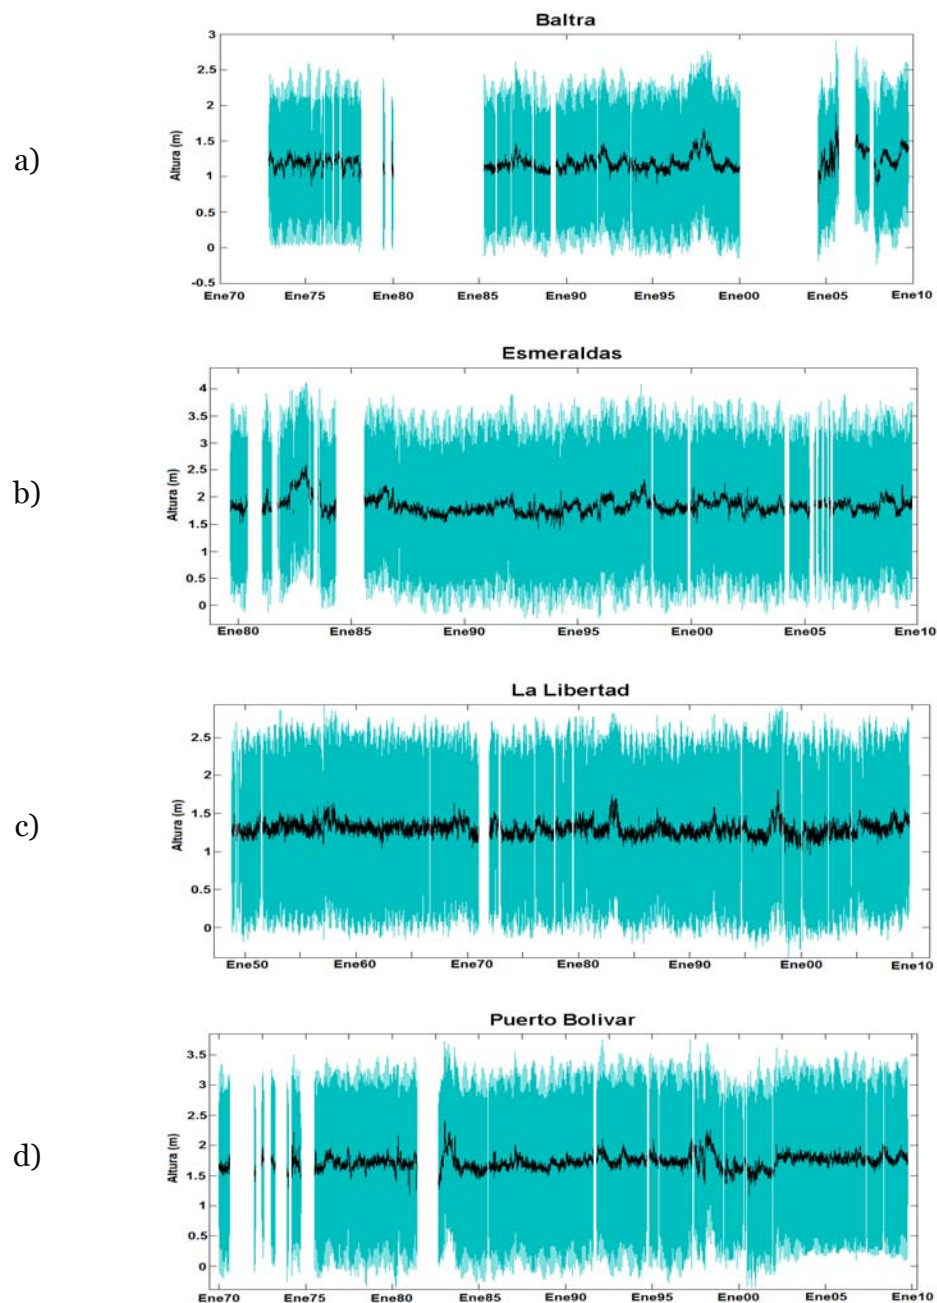 Baltra
a)
Altura (m)
3
2.5
2
1.5
1
0.5
0
-0.5
Ene70 Ene75 Ene80 Ene85 Ene90 Ene95 Ene00 Ene05 Ene10
Esmeraldas
b)
Altura (m)
4
3.5
3
2.5
2
1.5
1
0.5
0
Ene80 Ene85 Ene90 Ene95 Ene00 Ene05 Ene10
La Libertad
c)
Altura (m)
2.5
2
1.5
1
0.5
0
Ene50 Ene60 Ene70 Ene80 Ene90 Ene00 Ene10
Puerto Bolivar
d)
Altura (m)
3.5
3
2.5
2
1.5
1
0.5
0
Ene70 Ene75 Ene80 Ene85 Ene90 Ene95 Ene00 Ene05 Ene10